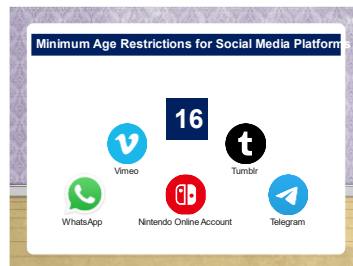 Minimum Age Restrictions for Social Media Platforms
16
Vimeo
Tumblr
WhatsApp
Nintendo Online Account
Telegram